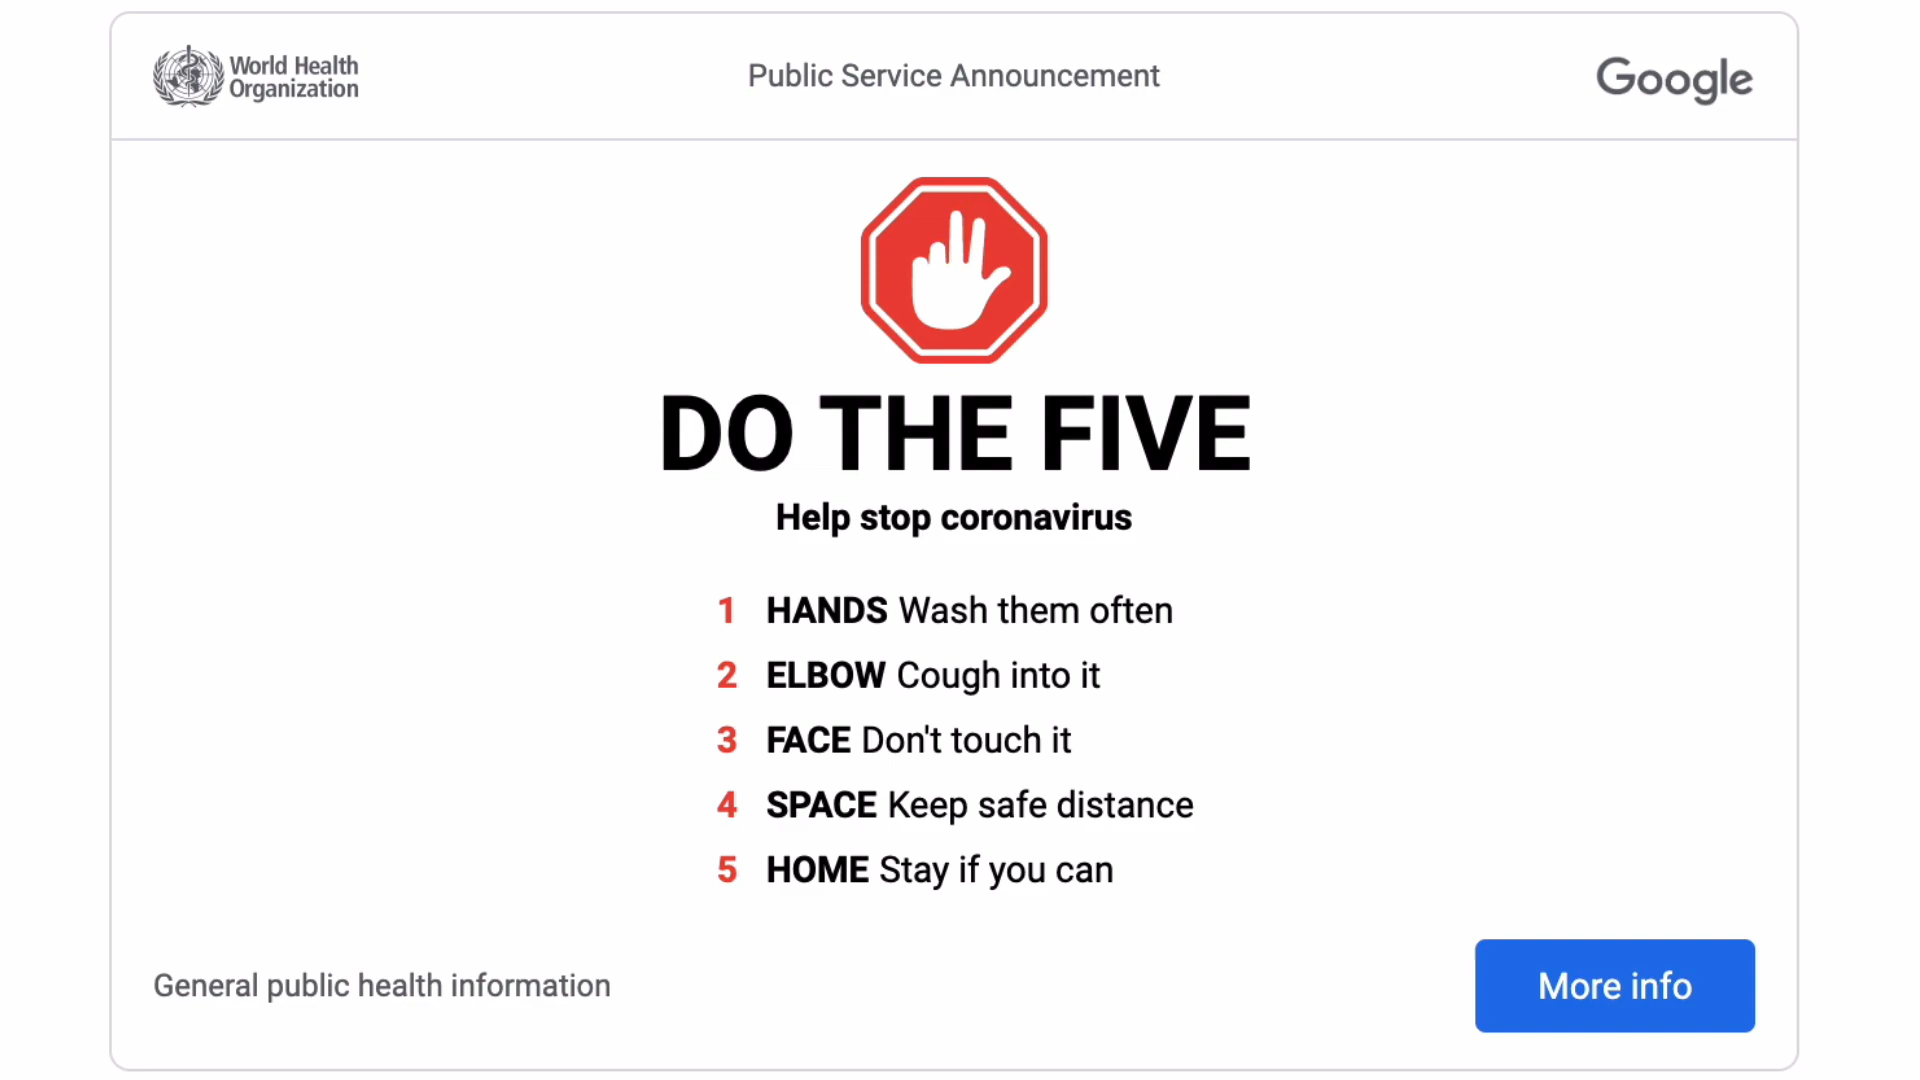 World Health
Organization
Public Service Announcement
Google
DO THE FIVE
Help stop coronavirus
1 HANDS Wash them often
2 ELBOW Cough into it
3 FACE Don't touch it
4 SPACE Keep safe distance
5 HOME Stay if you can
General public health information
More info